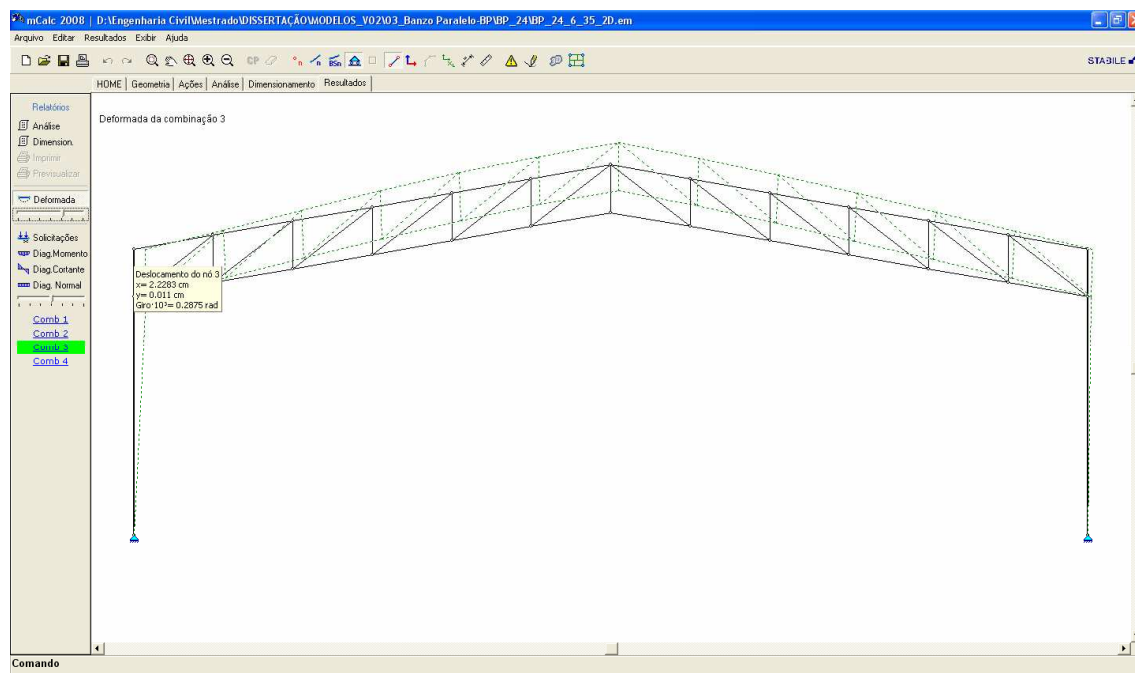 mCalc 2008 | D:\Engenharia Civil\Mestrado\DISSERTAÇÃO\MODELOS_V02\03_Banzo Paralelo-BP\BP_24\BP_24_6_35_2D.em
Arquivo Editar Resultados Exibir Ajuda
CP
STABILE
HOME Geometria Ações Análise Dimensionamento Resultados
Relatórios
Análise
Dimension.
Imprimir
Previsualizar
Deformada
Solicitações
Diag.Momento
Diag.Cortante
Diag. Normal
Comb 1
Comb 2
Comb 3
Comb 4
Deformada da combinação 3
Deslocamento do nó 3
x= 2.2283 cm
y= 0.011 cm
Giro·10³= 0.2875 rad
Comando